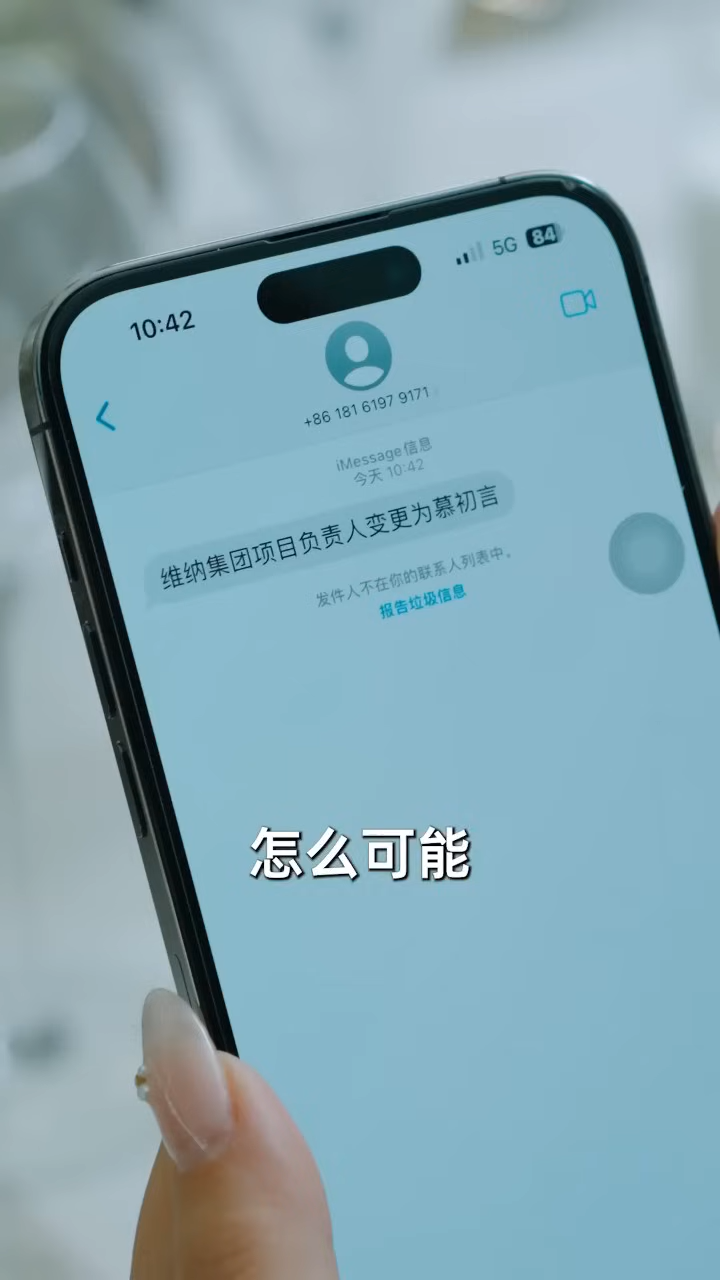 10:42
5G 84
+86 181 6197 9171
iMessage信息
今天 10:42
维纳集团项目负责人变更为慕初言
发件人不在你的联系人列表中。
报告垃圾信息
怎么可能